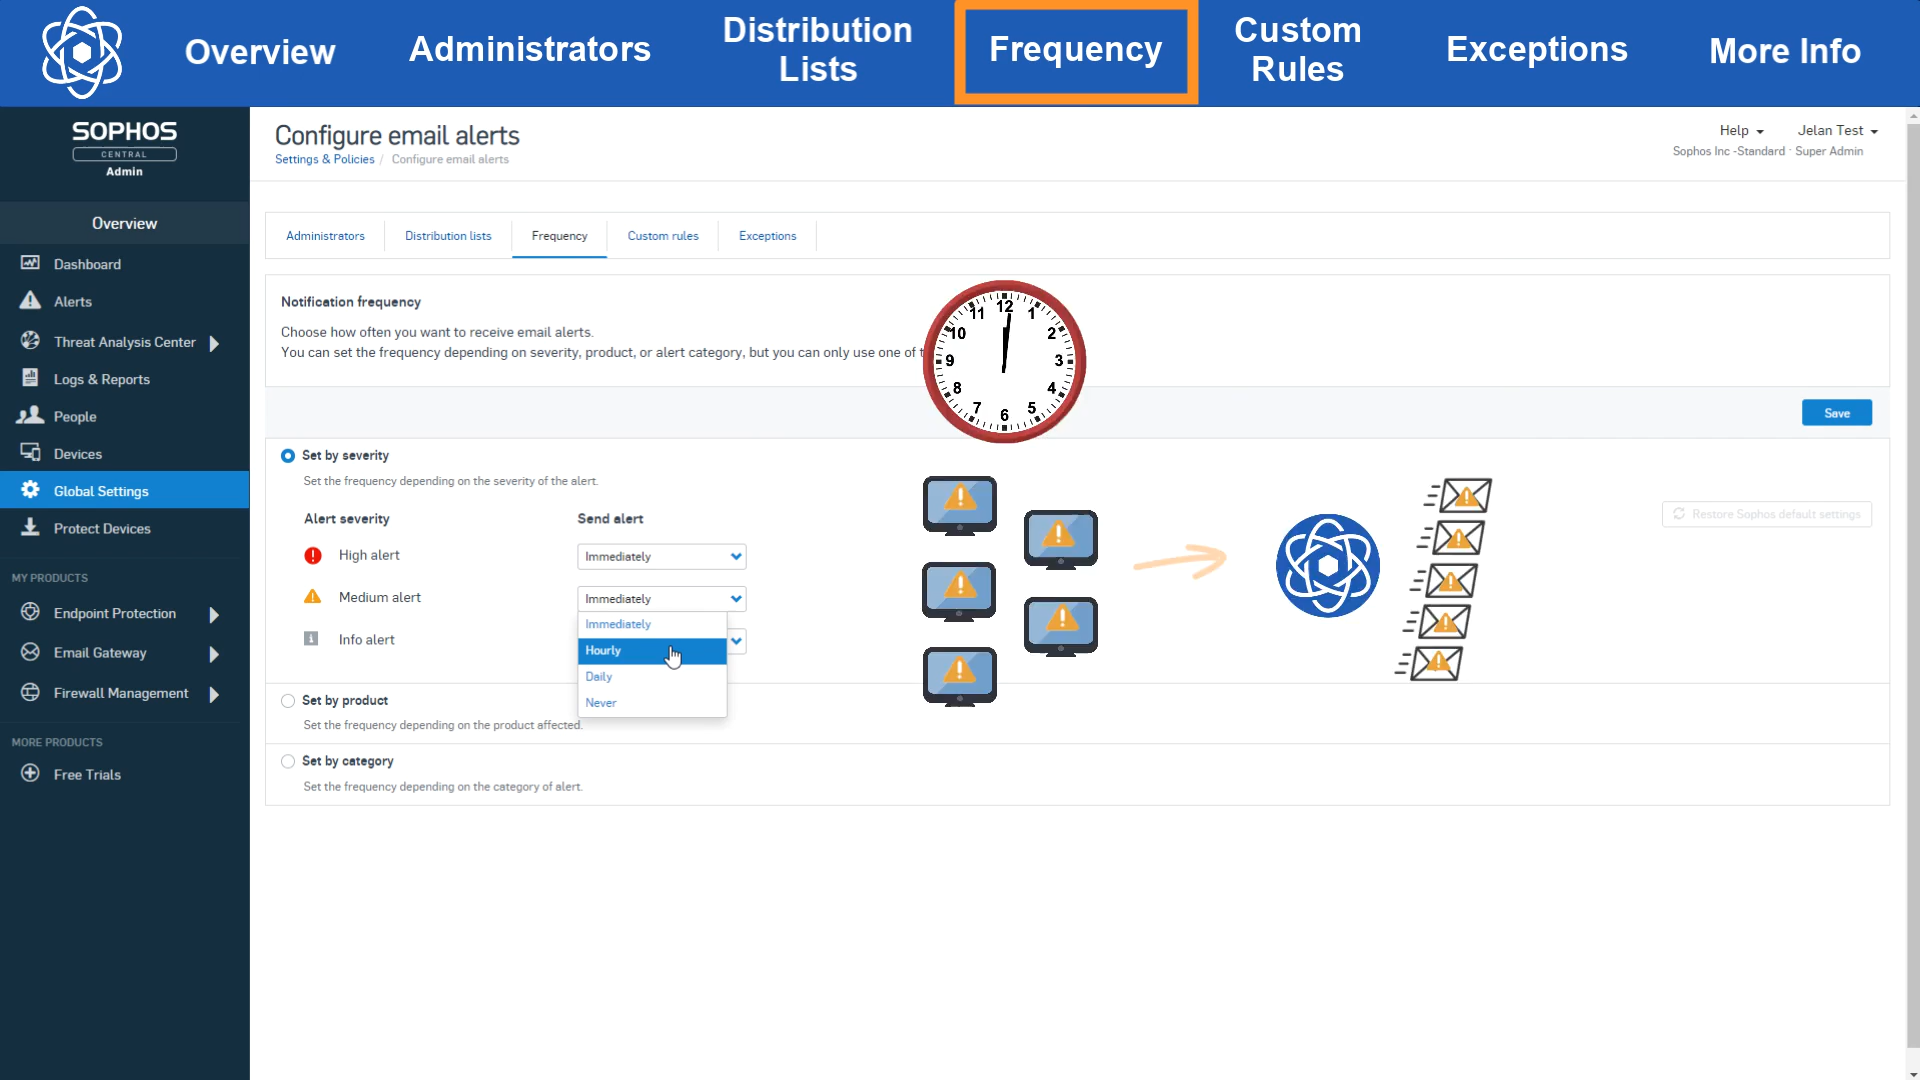 Overview
Administrators
Distribution
Lists
Frequency
Custom
Rules
Exceptions
More Info
SOPHOS
CENTRAL
Admin
Configure email alerts
Settings & Policies / Configure email alerts
Help
Jelan Test
Sophos Inc -Standard · Super Admin
Overview
Dashboard
Alerts
Threat Analysis Center
Logs & Reports
People
Devices
Global Settings
Protect Devices
MY PRODUCTS
Endpoint Protection
Email Gateway
Firewall Management
MORE PRODUCTS
Free Trials
Administrators
Distribution lists
Frequency
Custom rules
Exceptions
Notification frequency
Choose how often you want to receive email alerts.
You can set the frequency depending on severity, product, or alert category, but you can only use one of
12
1
2
3
4
5
6
7
8
9
10
11
Save
Set by severity
Set the frequency depending on the severity of the alert.
Alert severity
Send alert
High alert
Immediately
Medium alert
Immediately
Info alert
Immediately
Hourly
Daily
Never
Restore Sophos default settings
Set by product
Set the frequency depending on the product affected.
Set by category
Set the frequency depending on the category of alert.